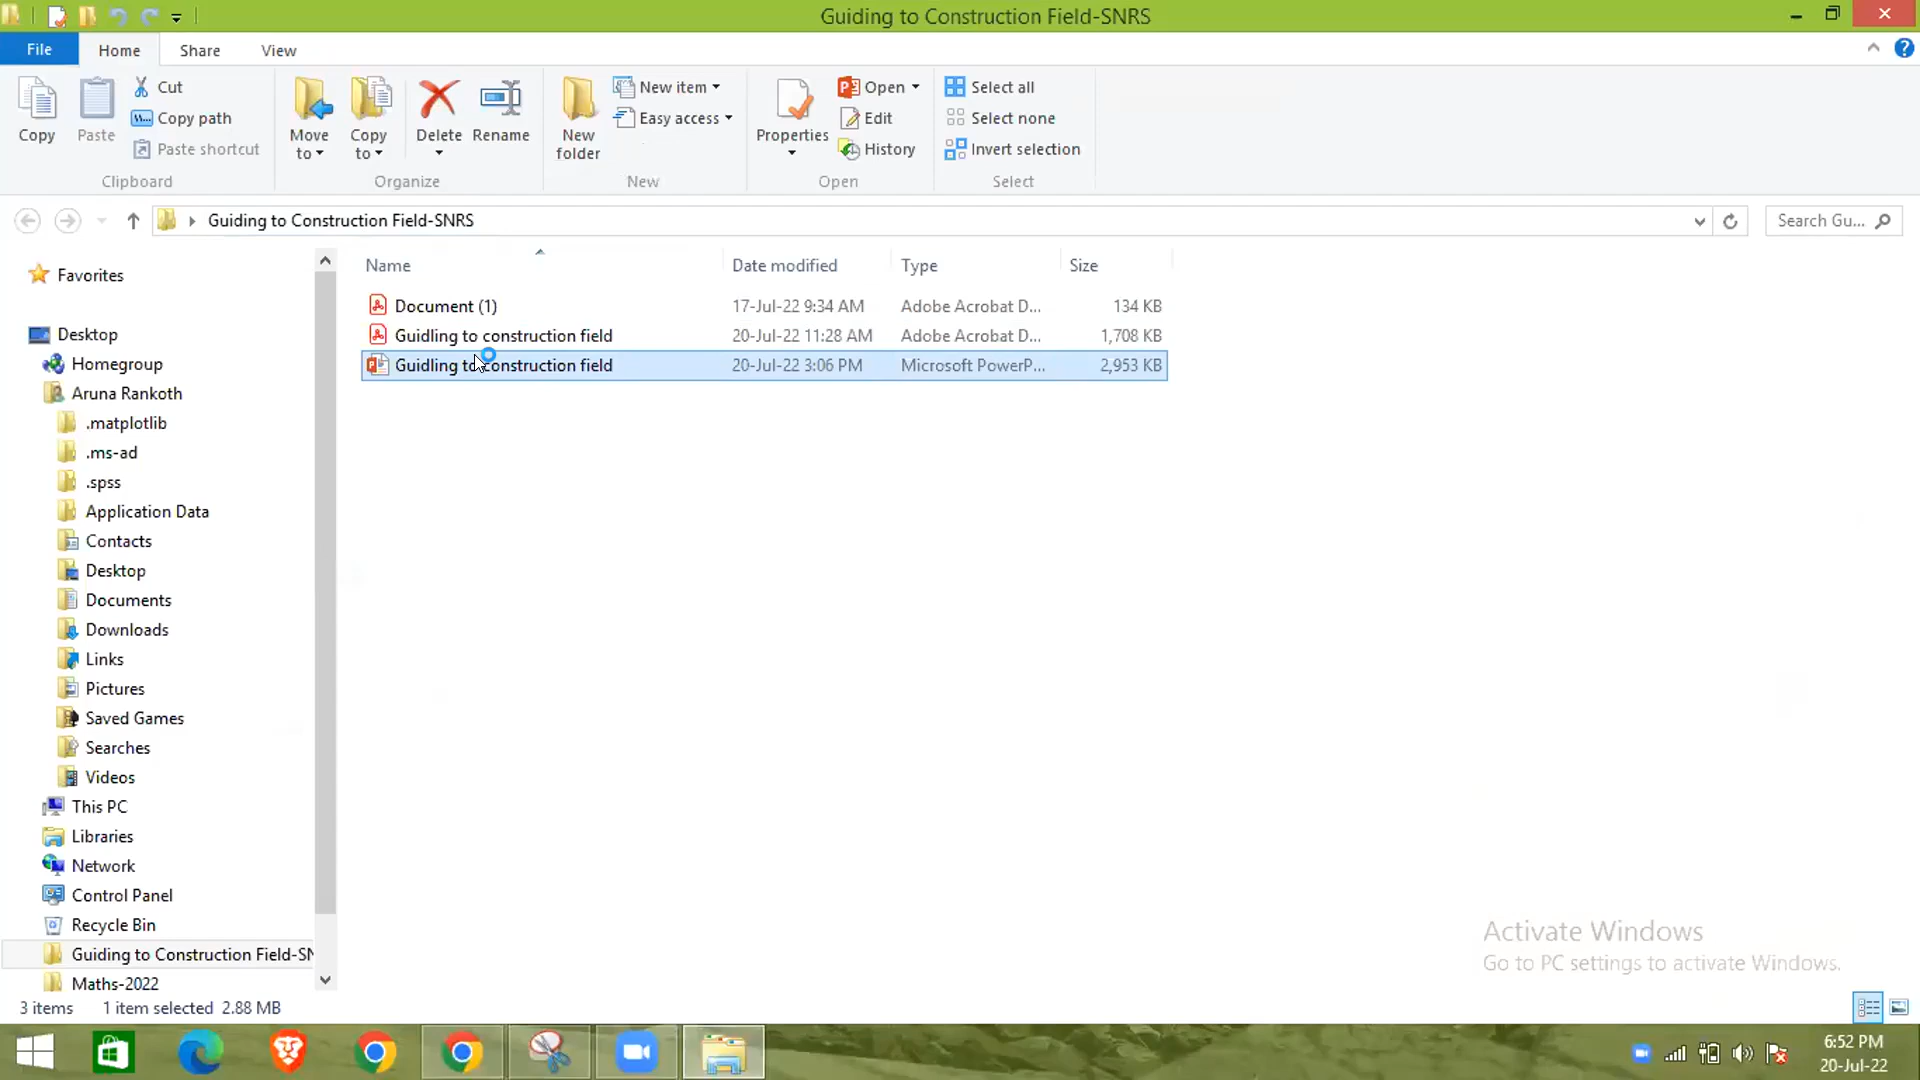 Guiding to Construction Field-SNRS
File
Home
Share
View
Copy
Paste
Cut
Copy path
Paste shortcut
Clipboard
Move to
Copy to
Delete
Rename
Organize
New folder
New item
Easy access
New
Properties
Open
Edit
History
Open
Select all
Select none
Invert selection
Select
Guiding to Construction Field-SNRS
Search Gu...
Name
Date modified
Type
Size
Document (1) 17-Jul-22 9:34 AM Adobe Acrobat D... 134 KB
Guidling to construction field 20-Jul-22 11:28 AM Adobe Acrobat D... 1,708 KB
Guidling to construction field 20-Jul-22 3:06 PM Microsoft PowerP... 2,953 KB
Favorites
Desktop
Homegroup
Aruna Rankoth
.matplotlib
.ms-ad
.spss
Application Data
Contacts
Desktop
Documents
Downloads
Links
Pictures
Saved Games
Searches
Videos
This PC
Libraries
Network
Control Panel
Recycle Bin
Guiding to Construction Field-SN
Maths-2022
Activate Windows
Go to PC settings to activate Windows.
3 items 1 item selected 2.88 MB
6:52 PM
20-Jul-22